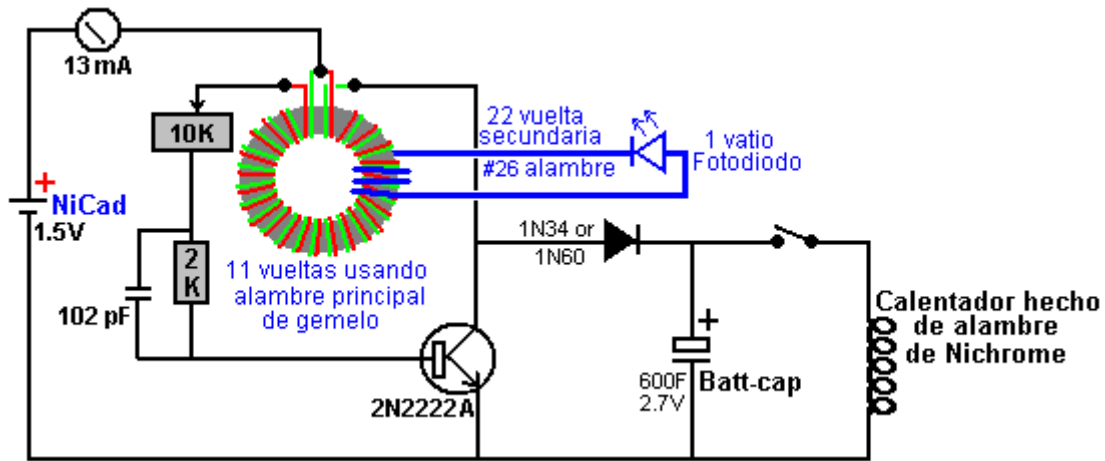 13 mA
22 vuelta
secundaria
#26 alambre
1 vatio
Fotodiodo
10K
+
NiCad
1.5V
2
K
102 pF
11 vueltas usando
alambre principal
de gemelo
1N34 or
1N60
2N2222A
+
600F
2.7V
Batt-cap
Calentador hecho
de alambre
de Nichrome